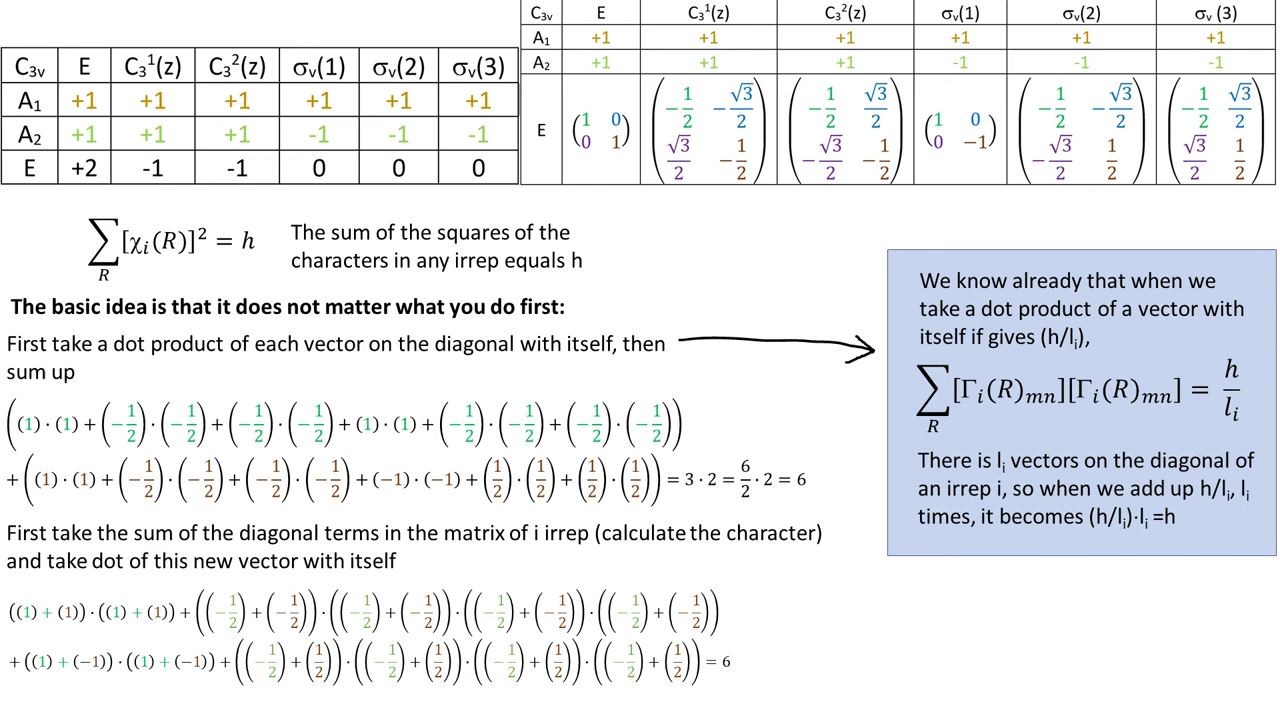 C₃ᵥ E C₃¹(z) C₃²(z) σᵥ(1) σᵥ(2) σᵥ(3)
A₁ +1 +1 +1 +1 +1 +1
A₂ +1 +1 +1 -1 -1 -1
E +2 -1 -1 0 0 0
C₃ᵥ E C₃¹(z) C₃²(z) σᵥ(1) σᵥ(2) σᵥ (3)
A₁ +1 +1 +1 +1 +1 +1
A₂ +1 +1 +1 -1 -1 -1
E (1 0; 0 1) (−1/2 −√3/2; √3/2 −1/2) (−1/2 √3/2; −√3/2 −1/2) (1 0; 0 −1) (−1/2 −√3/2; −√3/2 1/2) (−1/2 √3/2; √3/2 1/2)
∑_R [χᵢ(R)]² = h
The sum of the squares of the
characters in any irrep equals h
The basic idea is that it does not matter what you do first:
First take a dot product of each vector on the diagonal with itself, then
sum up
((1)·(1) + (−1/2)·(−1/2) + (−1/2)·(−1/2) + (1)·(1) + (−1/2)·(−1/2) + (−1/2)·(−1/2))
+ ((1)·(1) + (−1/2)·(−1/2) + (−1/2)·(−1/2) + (−1)·(−1) + (1/2)·(1/2) + (1/2)·(1/2)) = 3·2 = 6/2·2 = 6
First take the sum of the diagonal terms in the matrix of i irrep (calculate the character)
and take dot of this new vector with itself
((1) + (1))·((1) + (1)) + ((−1/2) + (−1/2))·((−1/2) + (−1/2))·((−1/2) + (−1/2))·((−1/2) + (−1/2))
+ ((1) + (−1))·((1) + (−1)) + ((−1/2) + (1/2))·((−1/2) + (1/2))·((−1/2) + (1/2))·((−1/2) + (1/2)) = 6
We know already that when we
take a dot product of a vector with
itself if gives (h/lᵢ),
∑_R [Γᵢ(R)ₘₙ][Γᵢ(R)ₘₙ] = h/lᵢ
There is lᵢ vectors on the diagonal of
an irrep i, so when we add up h/lᵢ, lᵢ
times, it becomes (h/lᵢ)·lᵢ =h